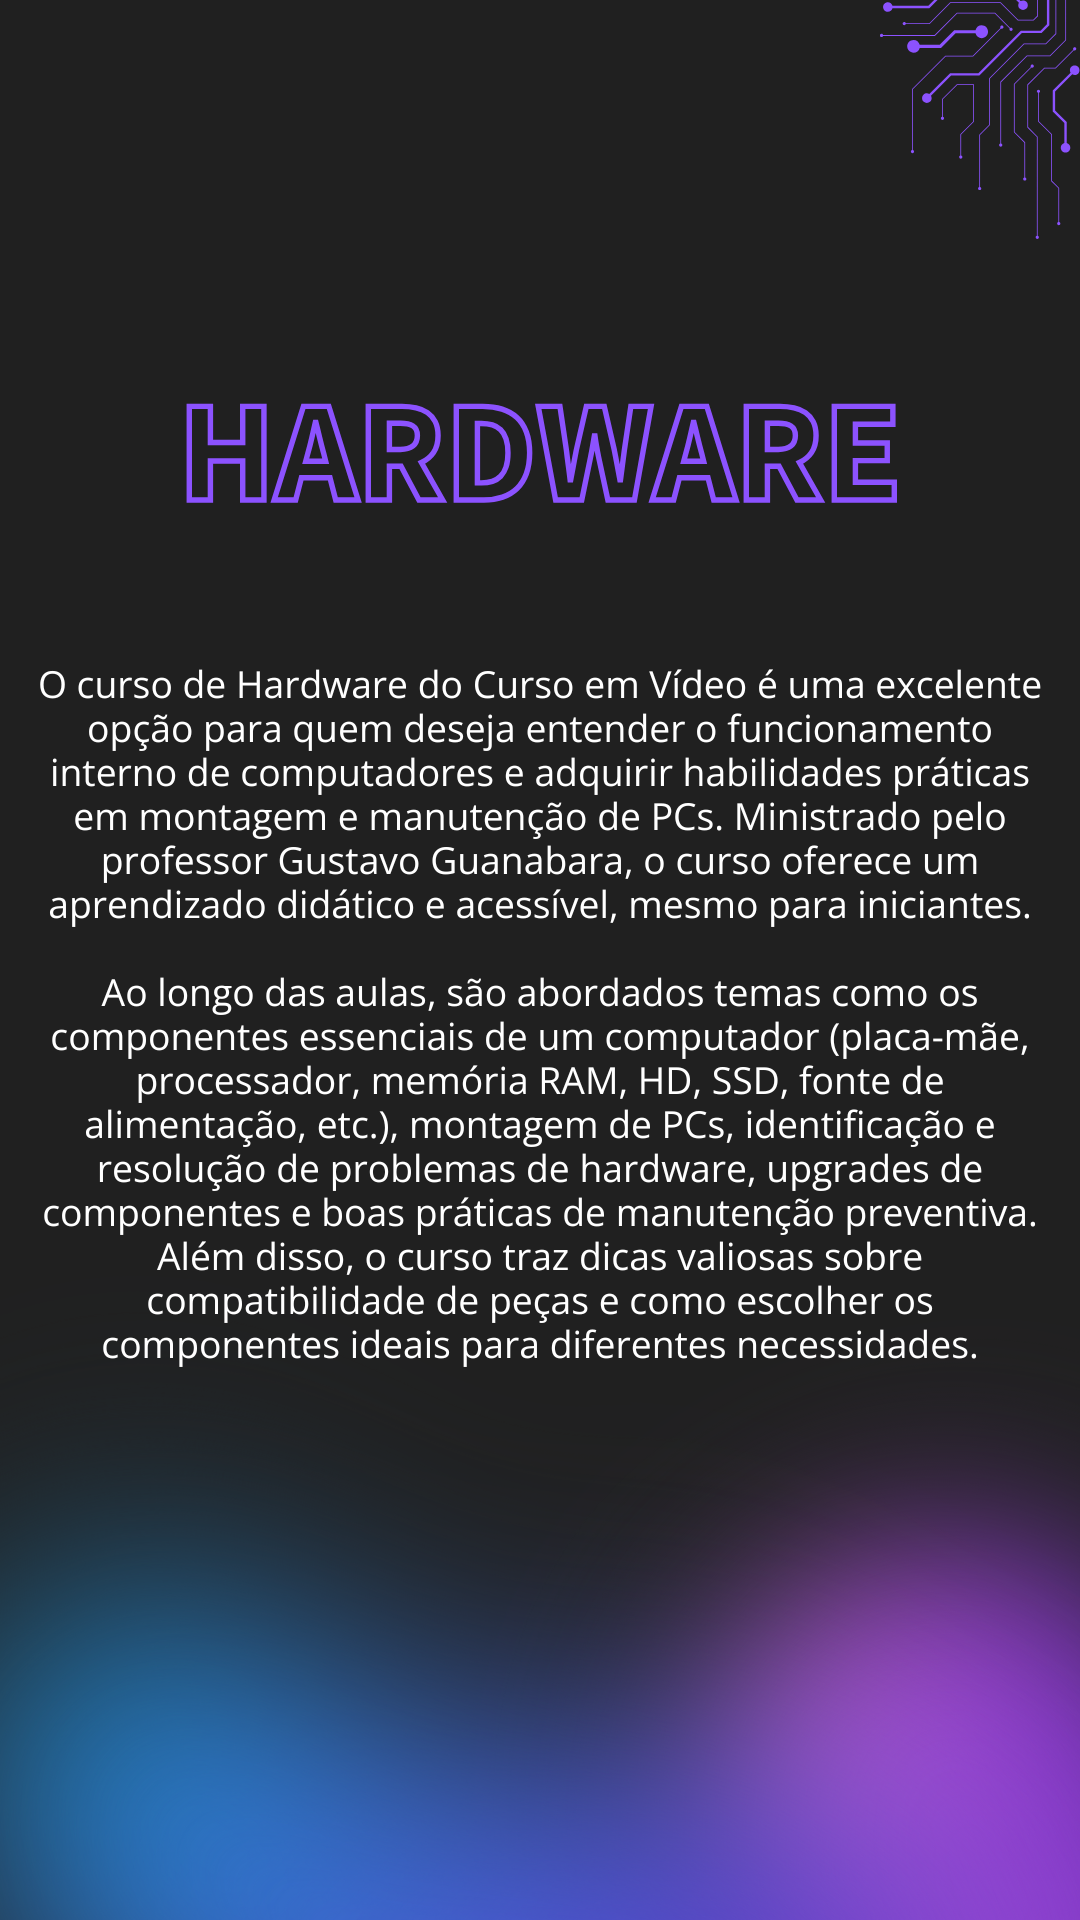 HARDWARE
O curso de Hardware do Curso em Vídeo é uma excelente
opção para quem deseja entender o funcionamento
interno de computadores e adquirir habilidades práticas
em montagem e manutenção de PCs. Ministrado pelo
professor Gustavo Guanabara, o curso oferece um
aprendizado didático e acessível, mesmo para iniciantes.
Ao longo das aulas, são abordados temas como os
componentes essenciais de um computador (placa-mãe,
processador, memória RAM, HD, SSD, fonte de
alimentação, etc.), montagem de PCs, identificação e
resolução de problemas de hardware, upgrades de
componentes e boas práticas de manutenção preventiva.
Além disso, o curso traz dicas valiosas sobre
compatibilidade de peças e como escolher os
componentes ideais para diferentes necessidades.